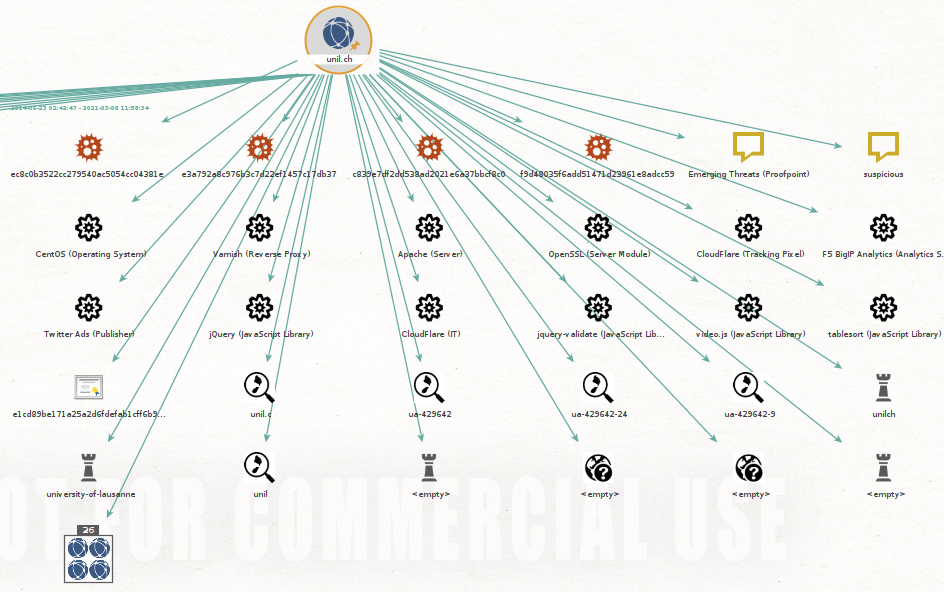 unil.ch
2014-06-23 02:42:47 - 2021-03-08 11:58:34
ec8c0b3522cc279540ac5054cc04381e
e3a792a8c976b3c7d22ef1457c17db37
c839e7df2dd538ad2021e6a37bbcf8c0
f9d48035f6add51471d23961e8adcc59
Emerging Threats (Proofpoint)
suspicious
CentOS (Operating System)
Varnish (Reverse Proxy)
Apache (Server)
OpenSSL (Server Module)
CloudFlare (Tracking Pixel)
F5 BigIP Analytics (Analytics S...
Twitter Ads (Publisher)
jQuery (JavaScript Library)
CloudFlare (IT)
jquery-validate (JavaScript Lib...
video.js (JavaScript Library)
tablesort (JavaScript Library)
e1cd89be171a25a2d6fdefab1cff6b9...
unil.c
ua-429642
ua-429642-24
ua-429642-9
unilch
university-of-lausanne
unil
<empty>
<empty>
<empty>
<empty>
OT FOR COMMERCIAL USE
26